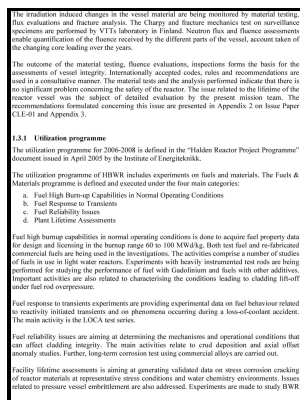 The irradiation induced changes in the vessel material are being monitored by material testing,
flux evaluations and fracture analysis. The Charpy and fracture mechanics test on surveillance
specimens are performed by VTTs laboratory in Finland. Neutron flux and fluence assessments
enable quantification of the fluence received by the different parts of the vessel, account taken of
the changing core loading over the years.
The outcome of the material testing, fluence evaluations, inspections forms the basis for the
assessments of vessel integrity. Internationally accepted codes, rules and recommendations are
used in a consultative manner. The material tests and the analysis performed indicate that there is
no significant problem concerning the safety of the reactor. The issue related to the lifetime of the
reactor vessel was the subject of detailed evaluation by the present mission team. The
recommendations formulated concerning this issue are presented in Appendix 2 on Issue Paper
CLE-01 and Appendix 3.
1.3.1 Utilization programme
The utilization programme for 2006-2008 is defined in the “Halden Reactor Project Programme”
document issued in April 2005 by the Institute of Energiteknikk.
The utilization programme of HBWR includes experiments on fuels and materials. The Fuels &
Materials programme is defined and executed under the four main categories:
a. Fuel High Burn-up Capabilities in Normal Operating Conditions
b. Fuel Response to Transients
c. Fuel Reliability Issues
d. Plant Lifetime Assessments
Fuel high burnup capabilities in normal operating conditions is done to acquire fuel property data
for design and licensing in the burnup range 60 to 100 MWd/kg. Both test fuel and re-fabricated
commercial fuels are being used in the investigations. The activities comprise a number of studies
of fuels in use in light water reactors. Experiments with heavily instrumented test rods are being
performed for studying the performance of fuel with Gadolinium and fuels with other additives.
Important activities are also related to characterising the conditions leading to cladding lift-off
under fuel rod overpressure.
Fuel response to transients experiments are providing experimental data on fuel behaviour related
to reactivity initiated transients and on phenomena occurring during a loss-of-coolant accident.
The main activity is the LOCA test series.
Fuel reliability issues are aiming at determining the mechanisms and operational conditions that
can affect cladding integrity. The main activities relate to crud deposition and axial offset
anomaly studies. Further, long-term corrosion test using commercial alloys are carried out.
Facility lifetime assessments are aiming at generating validated data on stress corrosion cracking
of reactor materials at representative stress conditions and water chemistry environments. Issues
related to pressure vessel embrittlement are also addressed. Experiments are made to study BWR